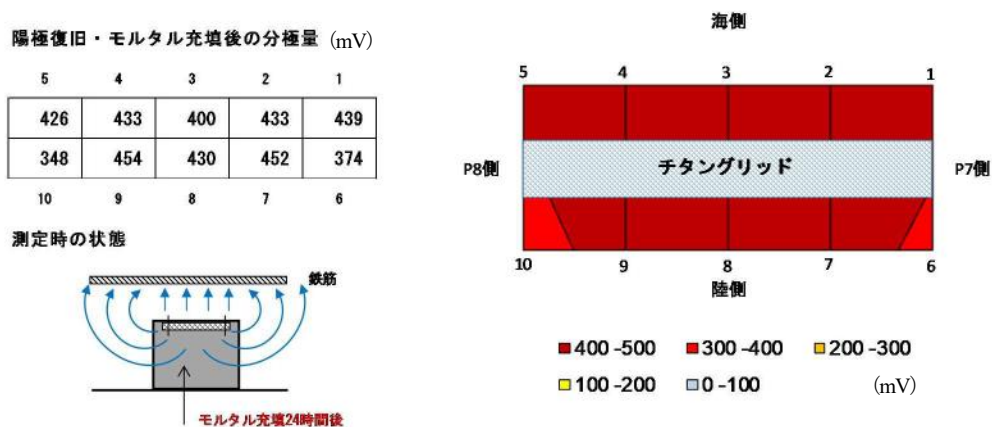 陽極復旧・モルタル充填後の分極量 (mV)
5 4 3 2 1
426 433 400 433 439
348 454 430 452 374
10 9 8 7 6
測定時の状態
鉄筋
モルタル充填24時間後
海側
5 4 3 2 1
P8側 チタングリッド P7側
10 9 8 7 6
陸側
400-500 300-400 200-300
100-200 0-100 (mV)